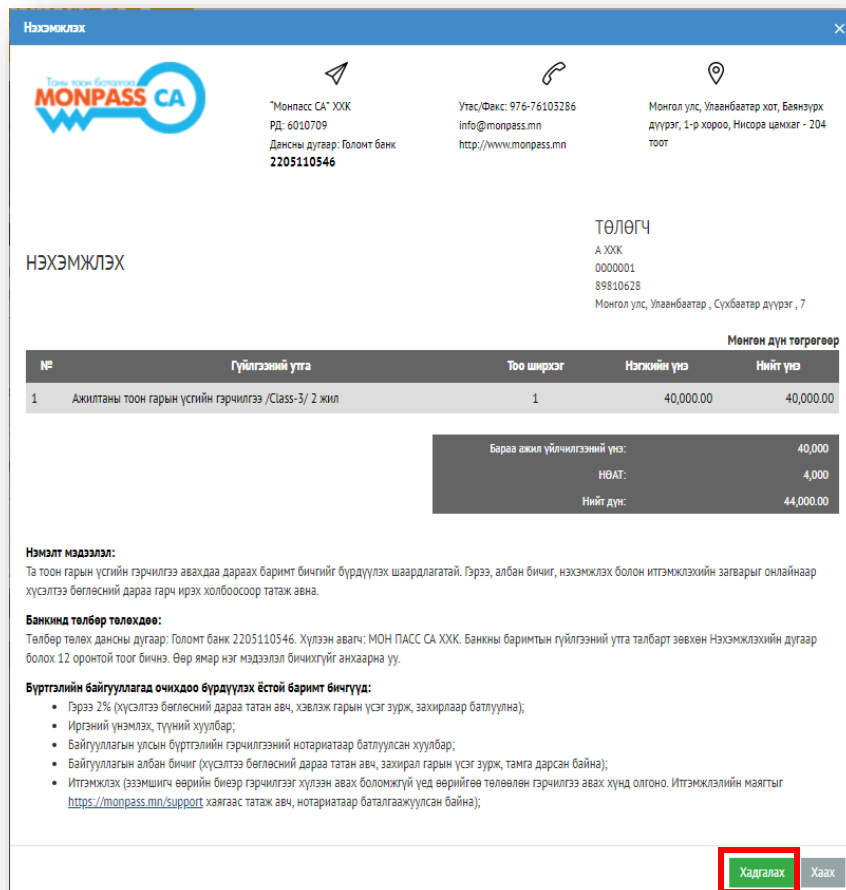 Нэхэмжлэх
×
Таны тоон баталгаа
MONPASS CA
"Монпасс СА" ХХК
РД: 6010709
Дансны дугаар: Голомт банк
2205110546
Утас/Факс: 976-76103286
info@monpass.mn
http://www.monpass.mn
Монгол улс, Улаанбаатар хот, Баянзүрх
дүүрэг, 1-р хороо, Нисора цамхаг - 204
тоот
НЭХЭМЖЛЭХ
ТӨЛӨГЧ
А ХХК
0000001
89810628
Монгол улс, Улаанбаатар , Сүхбаатар дүүрэг , 7
Мөнгөн дүн төгрөгөөр
№ Гүйлгээний утга Тоо ширхэг Нэгжийн үнэ Нийт үнэ
1 Ажилтаны тоон гарын үсгийн гэрчилгээ /Class-3/ 2 жил 1 40,000.00 40,000.00
Бараа ажил үйлчилгээний үнэ: 40,000
НӨАТ: 4,000
Нийт дүн: 44,000.00
Нэмэлт мэдээлэл:
Та тоон гарын үсгийн гэрчилгээ авахдаа дараах баримт бичгийг бүрдүүлэх шаардлагатай. Гэрээ, албан бичиг, нэхэмжлэх болон итгэмжлэхийн загварыг онлайнаар
хүсэлтээ бөглөсний дараа гарч ирэх холбоосоор татаж авна.
Банкинд төлбөр төлөхдөө:
Төлбөр төлөх дансны дугаар: Голомт банк 2205110546. Хүлээн авагч: МОН ПАСС СА ХХК. Банкны баримтын гүйлгээний утга талбарт зөвхөн Нэхэмжлэхийн дугаар
болох 12 оронтой тоог бичнэ. Өөр ямар нэг мэдээлэл бичихгүйг анхаарна уу.
Бүртгэлийн байгууллагад очихдоо бүрдүүлэх ёстой баримт бичгүүд:
• Гэрээ 2% (хүсэлтээ бөглөсний дараа татан авч, хэвлэж гарын үсэг зурж, захирлаар батлуулна);
• Иргэний үнэмлэх, түүний хуулбар;
• Байгууллагын улсын бүртгэлийн гэрчилгээний нотариатаар батлуулсан хуулбар;
• Байгууллагын албан бичиг (хүсэлтээ бөглөсний дараа татан авч, захирал гарын үсэг зурж, тамга дарсан байна);
• Итгэмжлэх (эзэмшигч өөрийн биеэр гэрчилгээг хүлээн авах боломжгүй үед өөрийгөө төлөөлөн гэрчилгээ авах хүнд олгоно. Итгэмжлэлийн маягтыг
https://monpass.mn/support хаягаас татаж авч, нотариатаар баталгаажуулсан байна);
Хадгалах Хаах